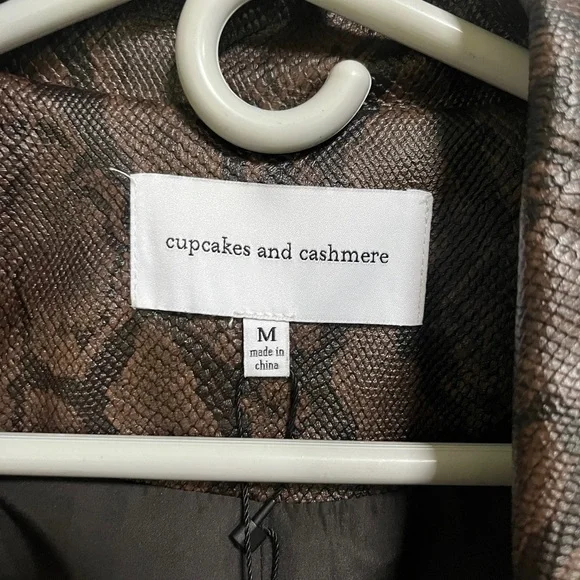 cupcakes and cashmere
M
made in
china